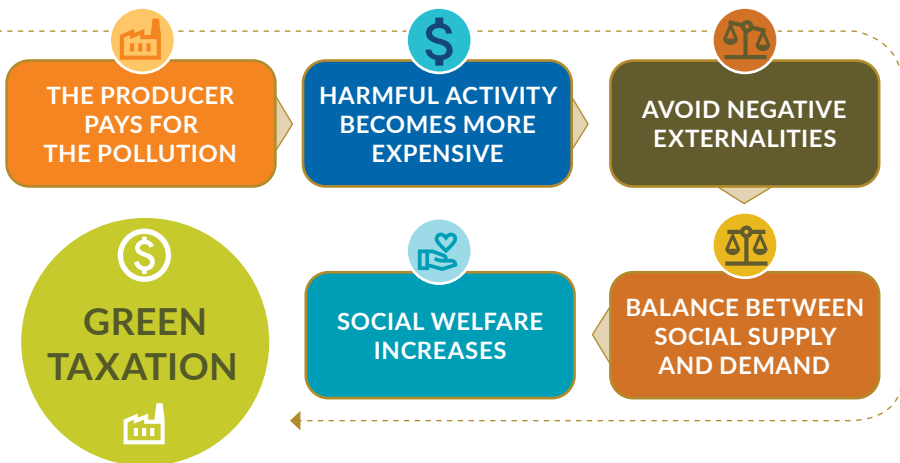 THE PRODUCER
PAYS FOR
THE POLLUTION
HARMFUL ACTIVITY
BECOMES MORE
EXPENSIVE
AVOID NEGATIVE
EXTERNALITIES
BALANCE BETWEEN
SOCIAL SUPPLY
AND DEMAND
SOCIAL WELFARE
INCREASES
$
GREEN
TAXATION